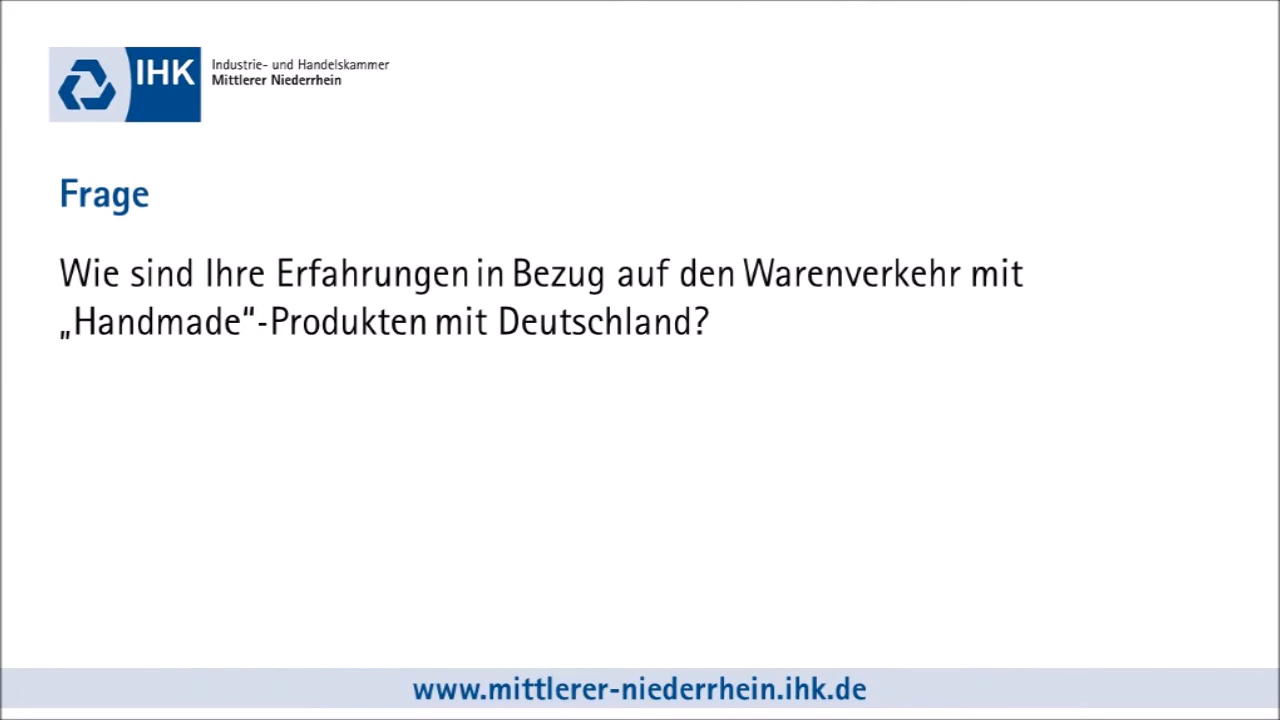 IHK
Industrie- und Handelskammer
Mittlerer Niederrhein
Frage
Wie sind Ihre Erfahrungen in Bezug auf den Warenverkehr mit
„Handmade“-Produkten mit Deutschland?
www.mittlerer-niederrhein.ihk.de